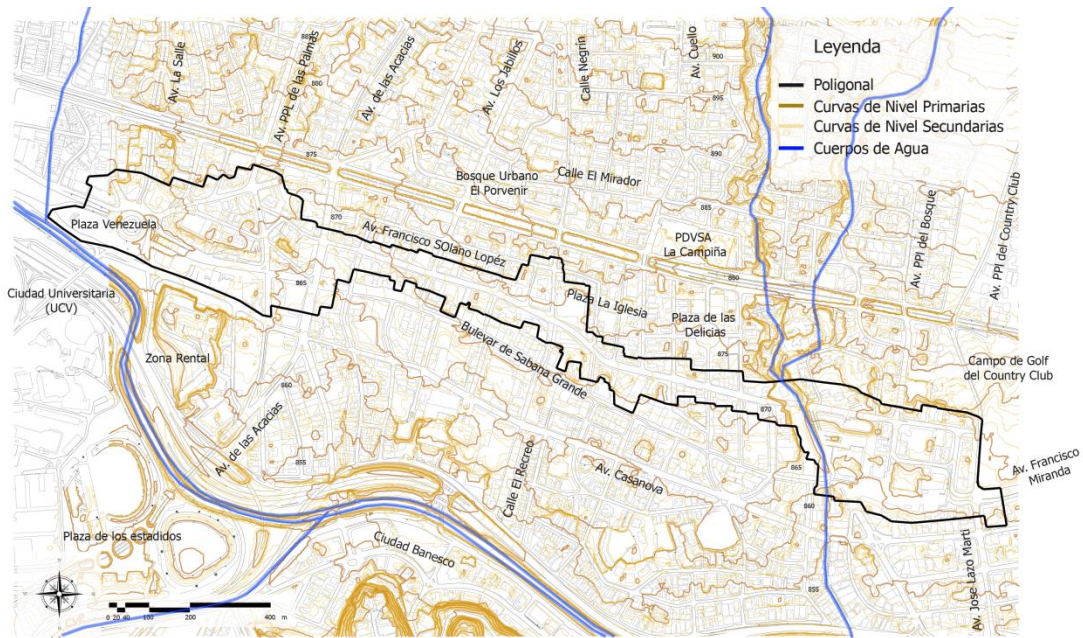 Leyenda
Poligonal
Curvas de Nivel Primarias
Curvas de Nivel Secundarias
Cuerpos de Agua
Av. La Salle
Av. PPL de las Palmas
Av. de las Acacias
Av. Los Jabillos
Calle Negrín
Av. Cuello
880
900
895
890
875
Bosque Urbano
El Porvenir
Calle El Mirador
885
PDVSA
La Campiña
880
Av. PPl del Bosque
Av. PPl del Country Club
Plaza Venezuela
870
Av. Francisco SOlano Lopéz
865
Plaza La Iglesia
Plaza de las
Delicias
875
Ciudad Universitaria
(UCV)
Zona Rental
Bulevar de Sabana Grande
860
Campo de Golf
del Country Club
870
Av. de las Acacias
855
Calle El Recreo
Av. Casanova
865
860
Av. Francisco
Miranda
Plaza de los estadidos
Ciudad Banesco
855
Av. Jose Lazo Martí
0 20 40 100 200 400 m